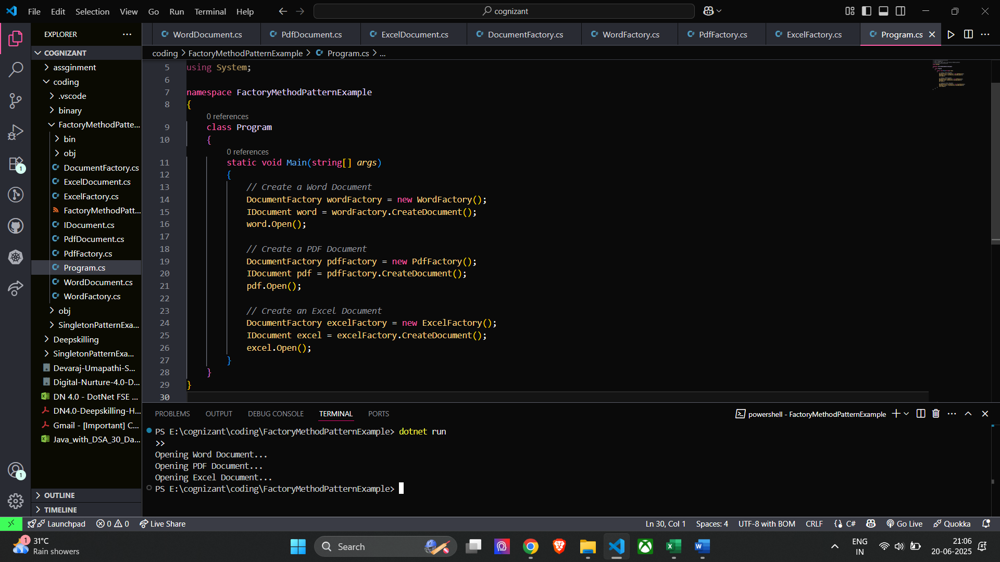 File Edit Selection View Go Run Terminal Help
cognizant
EXPLORER
WordDocument.cs PdfDocument.cs ExcelDocument.cs DocumentFactory.cs WordFactory.cs PdfFactory.cs ExcelFactory.cs Program.cs
coding > FactoryMethodPatternExample > Program.cs > ...
COGNIZANT
assginment
coding
.vscode
binary
FactoryMethodPatte...
bin
obj
DocumentFactory.cs
ExcelDocument.cs
ExcelFactory.cs
FactoryMethodPatt...
IDocument.cs
PdfDocument.cs
PdfFactory.cs
Program.cs
WordDocument.cs
WordFactory.cs
obj
SingletonPatternExa...
Deepskilling
SingletonPatternExa...
Devaraj-Umapathi-S...
Digital-Nurture-4.0-D...
DN 4.0 - DotNet FSE ...
DN4.0-Deepskilling-H...
Gmail - [Important] C...
Java_with_DSA_30_Da...
OUTLINE
TIMELINE
5 using System;
6
7 namespace FactoryMethodPatternExample
8 {
0 references
9 class Program
10 {
0 references
11 static void Main(string[] args)
12 {
13 // Create a Word Document
14 DocumentFactory wordFactory = new WordFactory();
15 IDocument word = wordFactory.CreateDocument();
16 word.Open();
17
18 // Create a PDF Document
19 DocumentFactory pdfFactory = new PdfFactory();
20 IDocument pdf = pdfFactory.CreateDocument();
21 pdf.Open();
22
23 // Create an Excel Document
24 DocumentFactory excelFactory = new ExcelFactory();
25 IDocument excel = excelFactory.CreateDocument();
26 excel.Open();
27 }
28 }
29 }
30
PROBLEMS OUTPUT DEBUG CONSOLE TERMINAL PORTS
powershell - FactoryMethodPatternExample
PS E:\cognizant\coding\FactoryMethodPatternExample> dotnet run
>>
Opening Word Document...
Opening PDF Document...
Opening Excel Document...
PS E:\cognizant\coding\FactoryMethodPatternExample>
1
1
Launchpad 0 0 Live Share
Ln 30, Col 1 Spaces: 4 UTF-8 with BOM CRLF C# Go Live Quokka
1
31°C
Rain showers
Search
ENG
IN
21:06
20-06-2025